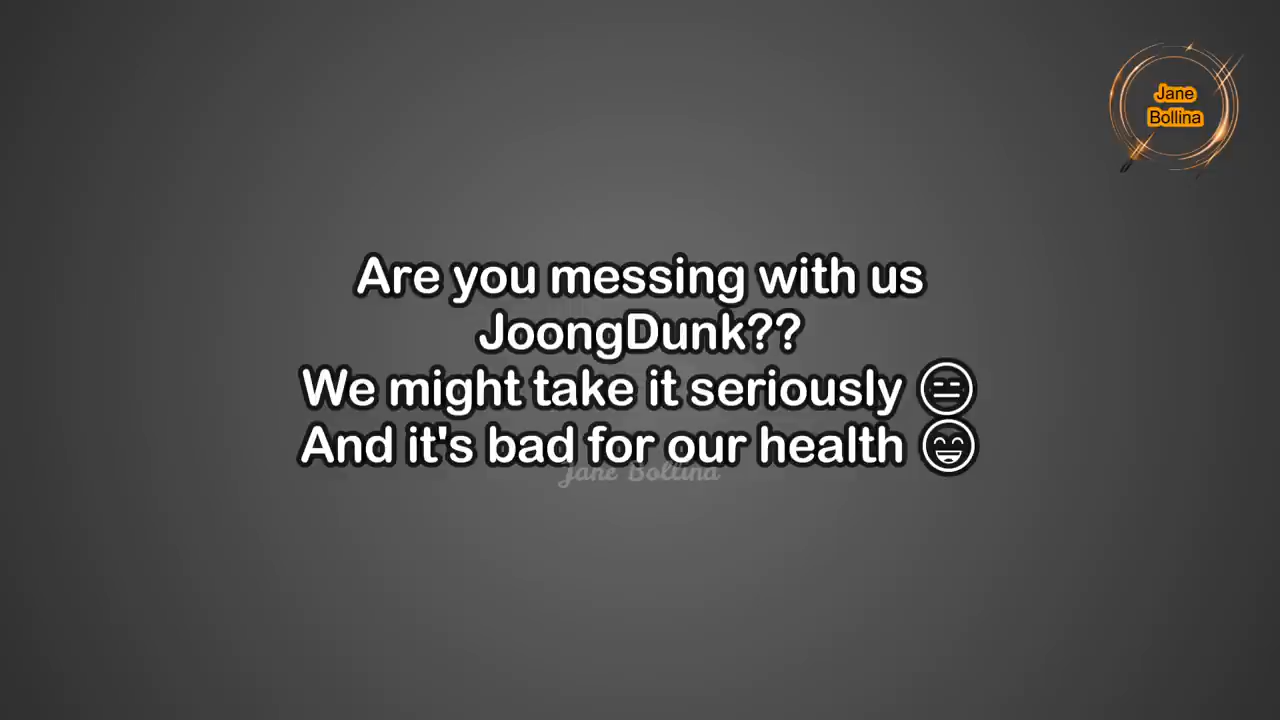 Jane
Bollina
Are you messing with us
JoongDunk??
We might take it seriously 😑
And it's bad for our health 😄
Jane Bollina